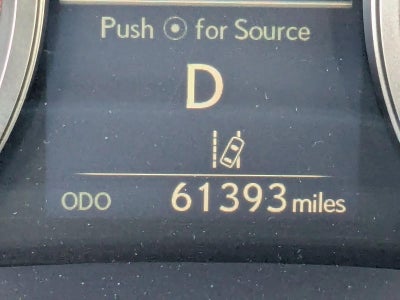 Push for Source
D
ODO 61393 miles